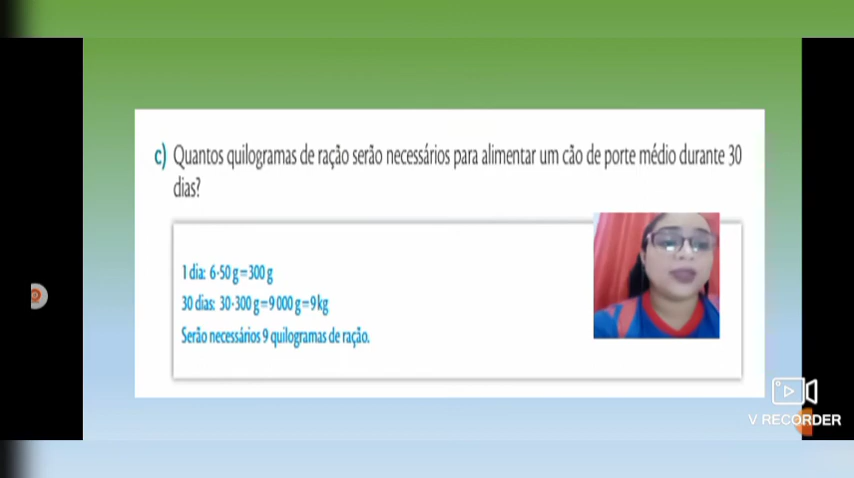 c) Quantos quilogramas de ração serão necessários para alimentar um cão de porte médio durante 30
dias?
1 dia: 6·50 g=300 g
30 dias: 30·300 g=9 000 g=9 kg
Serão necessários 9 quilogramas de ração.
V RECORDER